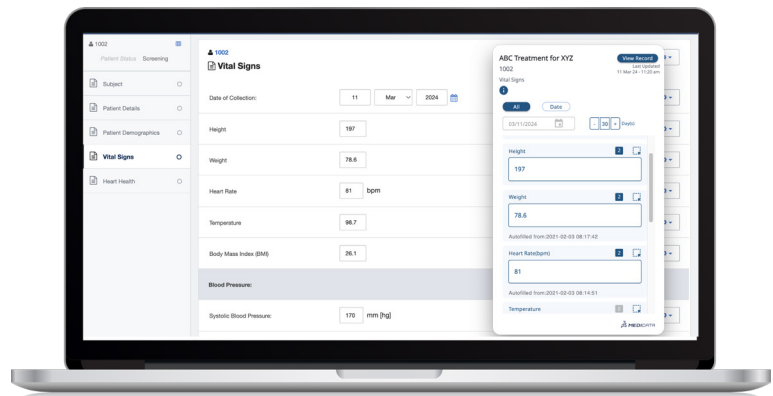 1002
Patient Status Screening
Subject
Patient Details
Patient Demographics
Vital Signs
Heart Health
1002
Vital Signs
Date of Collection: 11 Mar 2024
Height 197
Weight 78.6
Heart Rate 81 bpm
Temperature 98.7
Body Mass Index (BMI) 26.1
Blood Pressure:
Systolic Blood Pressure: 170 mm [hg]
ABC Treatment for XYZ View Record
1002 Last Updated
11 Mar 24 - 11:20 am
Vital Signs
All Date
03/11/2024 - 30 + Day(s)
Height 2
197
Weight 2
78.6
Autofilled from:2021-02-03 08:17:42
Heart Rate(bpm) 2
81
Autofilled from:2021-02-03 08:14:51
Temperature
MEDIDATA